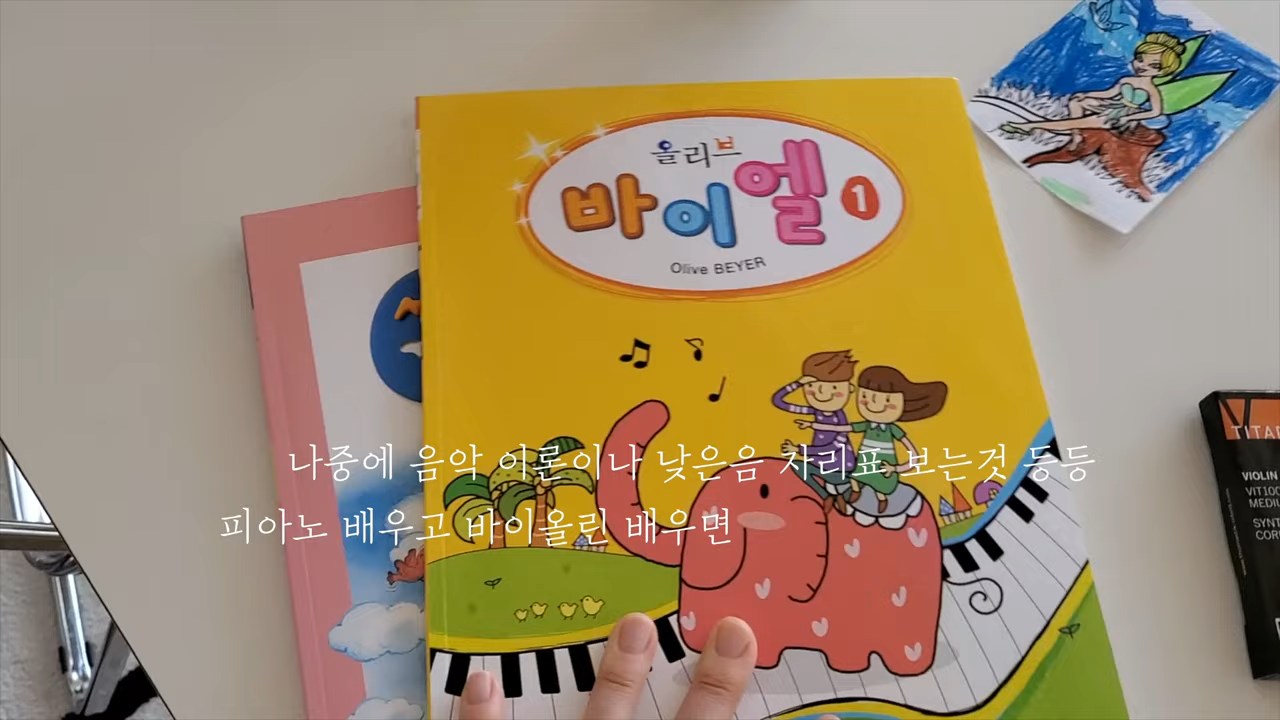 올리브
바이엘 1
Olive BEYER
나중에 음악 이론이나 낮은음 자리표 보는것 등등
피아노 배우고 바이올린 배우면
VIOLIN
VIT100